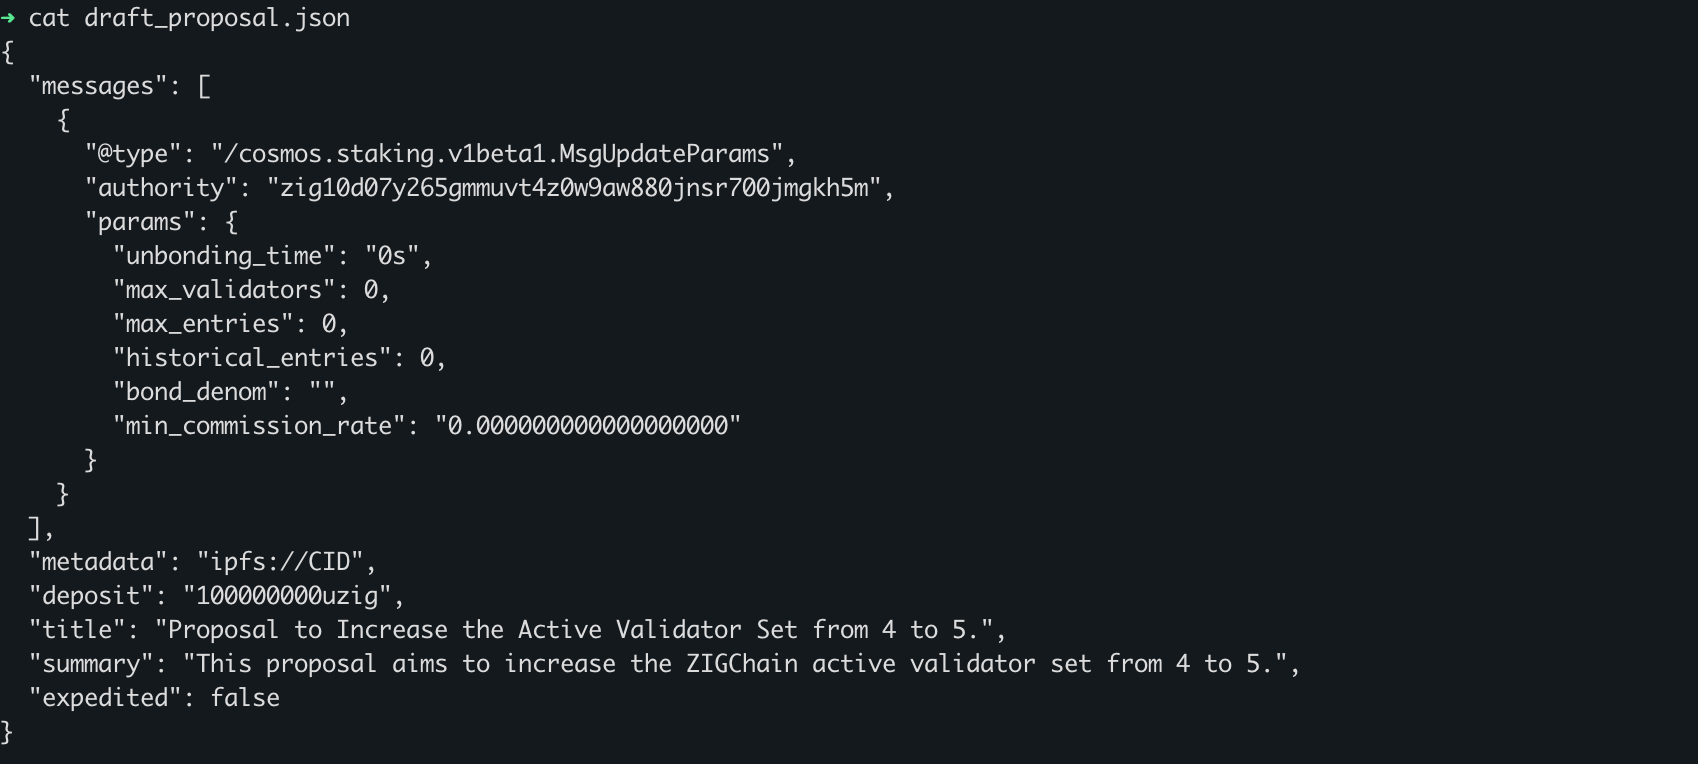 → cat draft_proposal.json
{
  "messages": [
    {
      "@type": "/cosmos.staking.v1beta1.MsgUpdateParams",
      "authority": "zig10d07y265gmmuvt4z0w9aw880jnsr700jmgkh5m",
      "params": {
        "unbonding_time": "0s",
        "max_validators": 0,
        "max_entries": 0,
        "historical_entries": 0,
        "bond_denom": "",
        "min_commission_rate": "0.000000000000000000"
      }
    }
  ],
  "metadata": "ipfs://CID",
  "deposit": "100000000uzig",
  "title": "Proposal to Increase the Active Validator Set from 4 to 5.",
  "summary": "This proposal aims to increase the ZIGChain active validator set from 4 to 5.",
  "expedited": false
}